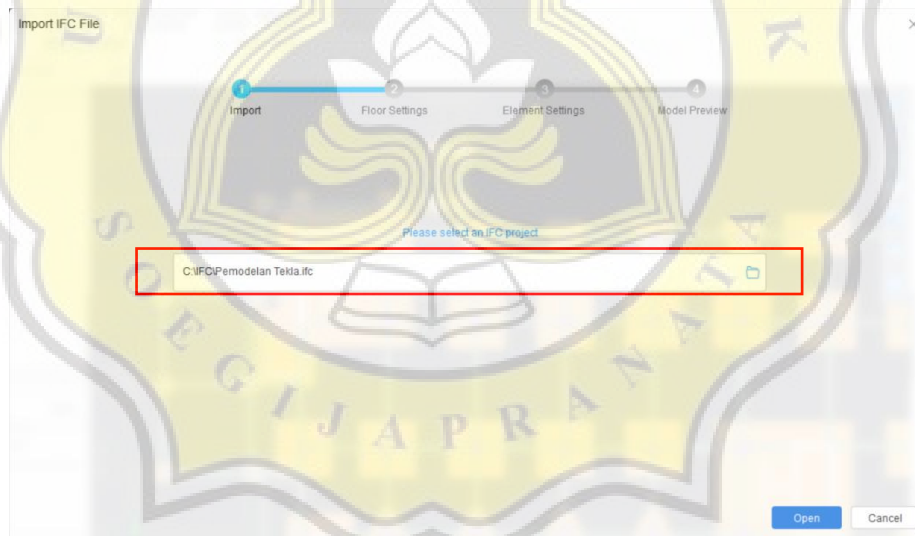 Import IFC File
1 2 3 4
Import Floor Settings Element Settings Model Preview
Please select an IFC project
C:\IFC\Pemodelan Tekla.ifc
Open Cancel
U K
SOEGIJAPRANATA